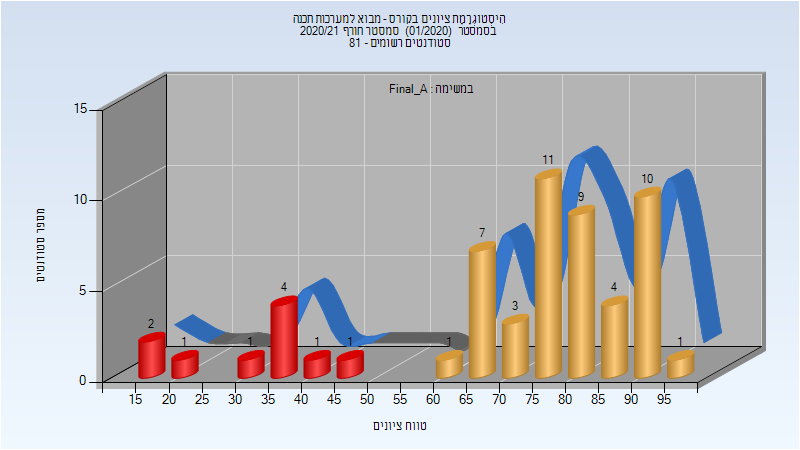 הִיסְטוֹגְרָמַת ציונים בקורס - מבוא למערכות תכנה
בסמסטר (01/2020) סמסטר חורף 2020/21
סטודנטים רשומים - 81
במשימה : Final_A
מספר סטודנטים
15
10
5
0
2
1
1
4
1
1
1
7
3
11
9
4
10
1
15 20 25 30 35 40 45 50 55 60 65 70 75 80 85 90 95
טווח ציונים